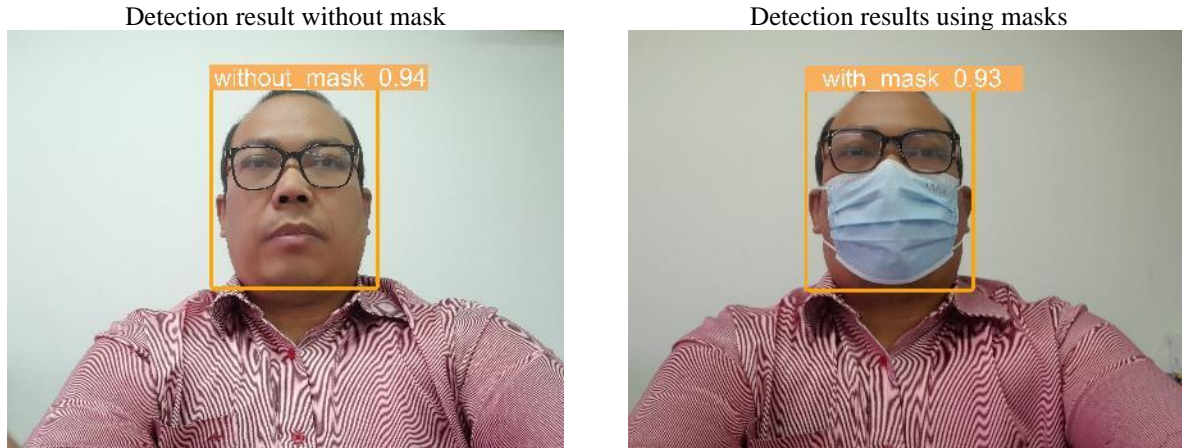 Detection result without mask
Detection results using masks
without_mask 0.94
with_mask 0.93